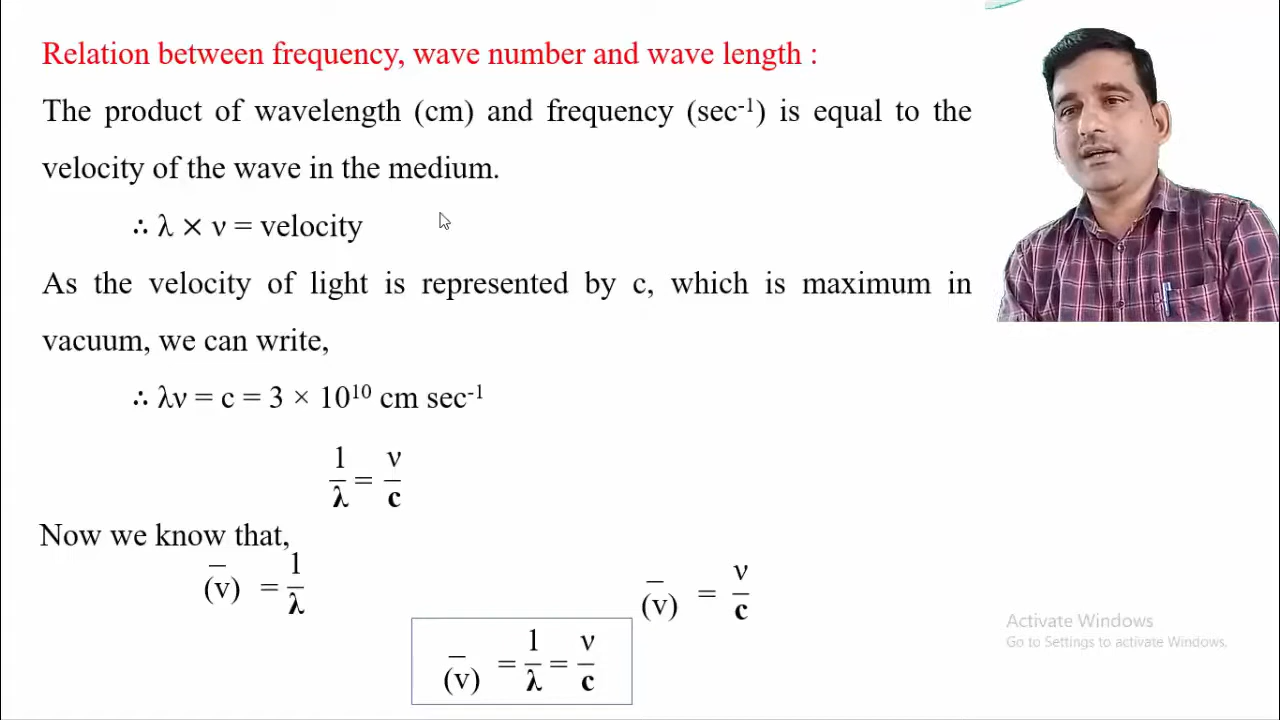 Relation between frequency, wave number and wave length :
The product of wavelength (cm) and frequency (sec⁻¹) is equal to the
velocity of the wave in the medium.
∴ λ × ν = velocity
As the velocity of light is represented by c, which is maximum in
vacuum, we can write,
∴ λν = c = 3 × 10¹⁰ cm sec⁻¹
1/λ = ν/c
Now we know that,
(v̅) = 1/λ
(v̅) = ν/c
(v̅) = 1/λ = ν/c
Activate Windows
Go to Settings to activate Windows.